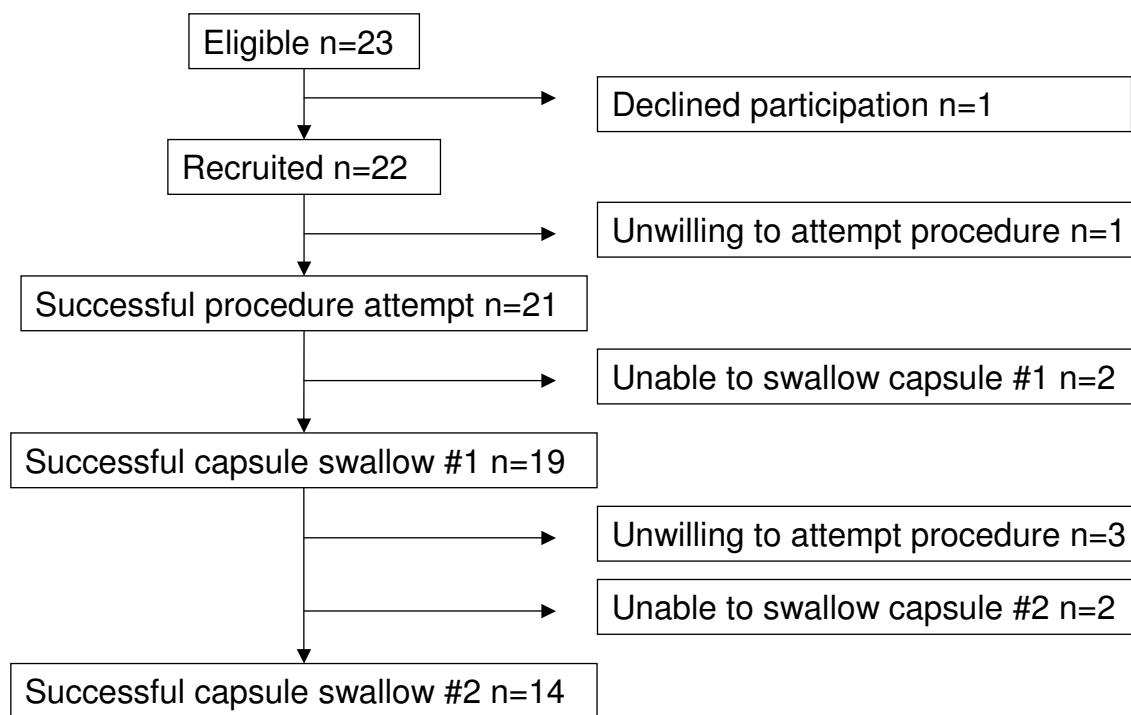 Eligible n=23
Declined participation n=1
Recruited n=22
Unwilling to attempt procedure n=1
Successful procedure attempt n=21
Unable to swallow capsule #1 n=2
Successful capsule swallow #1 n=19
Unwilling to attempt procedure n=3
Unable to swallow capsule #2 n=2
Successful capsule swallow #2 n=14